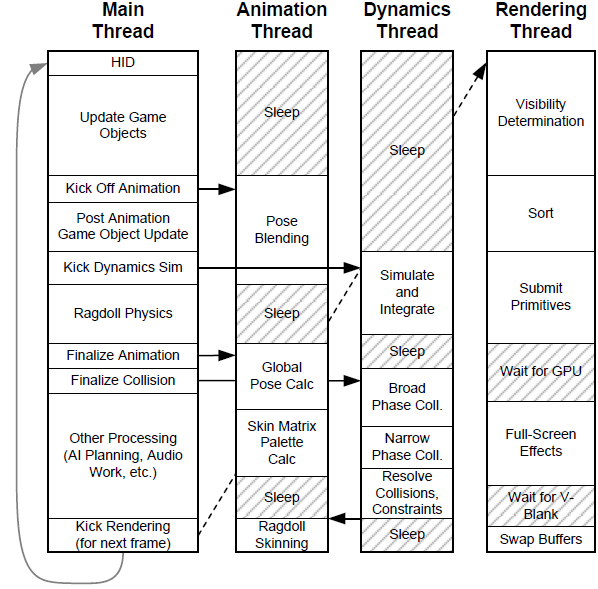 Main
Thread
Animation
Thread
Dynamics
Thread
Rendering
Thread
HID
Update Game
Objects
Kick Off Animation
Post Animation
Game Object Update
Kick Dynamics Sim
Ragdoll Physics
Finalize Animation
Finalize Collision
Other Processing
(AI Planning, Audio
Work, etc.)
Kick Rendering
(for next frame)
Sleep
Pose
Blending
Sleep
Global
Pose Calc
Skin Matrix
Palette
Calc
Sleep
Ragdoll
Skinning
Sleep
Simulate
and
Integrate
Sleep
Broad
Phase Coll.
Narrow
Phase Coll.
Resolve
Collisions,
Constraints
Sleep
Visibility
Determination
Sort
Submit
Primitives
Wait for GPU
Full-Screen
Effects
Wait for V-
Blank
Swap Buffers